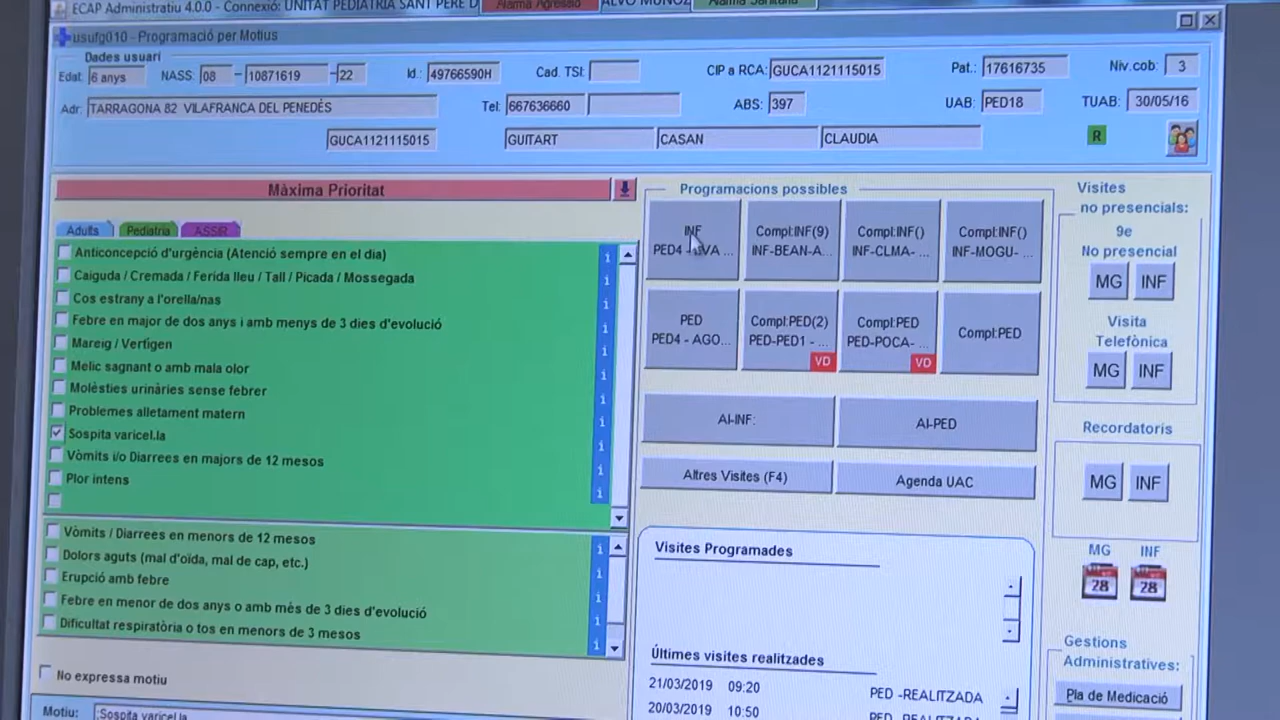 ECAP Administratiu 4.0.0 - Connexió: UNITAT PEDIATRIA SANT PERE D
Alarma Agressió
Alarma Sanitària
usufg010 - Programació per Motius
Dades usuari
Edat: 6 anys NASS: 08 - 10871619 - 22 Id.: 49766590H Cad. TSI: CIP a RCA: GUCA1121115015 Pat.: 17616735 Niv.cob: 3
Adr: TARRAGONA 82 VILAFRANCA DEL PENEDÈS Tel: 667636660 ABS: 397 UAB: PED18 TUAB: 30/05/16
GUCA1121115015 GUITART CASAN CLAUDIA R
Màxima Prioritat
Adults Pediatria ASSIR
Anticoncepció d'urgència (Atenció sempre en el dia)
Caiguda / Cremada / Ferida lleu / Tall / Picada / Mossegada
Cos estrany a l'orella/nas
Febre en major de dos anys i amb menys de 3 dies d'evolució
Mareig / Vertigen
Melic sagnant o amb mala olor
Molèsties urinàries sense febrer
Problemes alletament matern
Sospita varicel.la
Vòmits i/o Diarrees en majors de 12 mesos
Plor intens
Vòmits / Diarrees en menors de 12 mesos
Dolors aguts (mal d'oïda, mal de cap, etc.)
Erupció amb febre
Febre en menor de dos anys o amb més de 3 dies d'evolució
Dificultat respiratòria o tos en menors de 3 mesos
No expressa motiu
Motiu: :Sospita varicel.la
Programacions possibles
INF
PED4 -
Compl:INF(9)
INF-BEAN-A...
Compl:INF()
INF-CLMA- ...
Compl:INF()
INF-MOGU- ...
PED
PED4 - AGO...
Compl:PED(2)
PED-PED1 - ...
VD
Compl:PED
PED-POCA- ...
VD
Compl:PED
AI-INF:
AI-PED
Altres Visites (F4)
Agenda UAC
Visites Programades
Últimes visites realitzades
21/03/2019 09:20 PED -REALITZADA
20/03/2019 10:50 PED -REALITZADA
Visites
no presencials:
9e
No presencial
MG INF
Visita
Telefònica
MG INF
Recordatoris
MG INF
MG INF
28 28
Gestions
Administratives:
Pla de Medicació